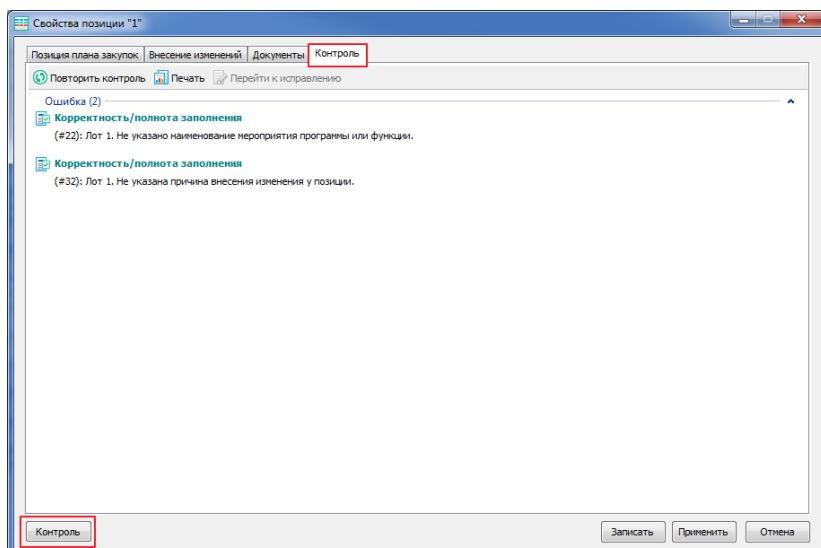 Свойства позиции "1"
Позиция плана закупок Внесение изменений Документы Контроль
Повторить контроль Печать Перейти к исправлению
Ошибка (2)
Корректность/полнота заполнения
(#22): Лот 1. Не указано наименование мероприятия программы или функции.
Корректность/полнота заполнения
(#32): Лот 1. Не указана причина внесения изменения у позиции.
Контроль Записать Применить Отмена